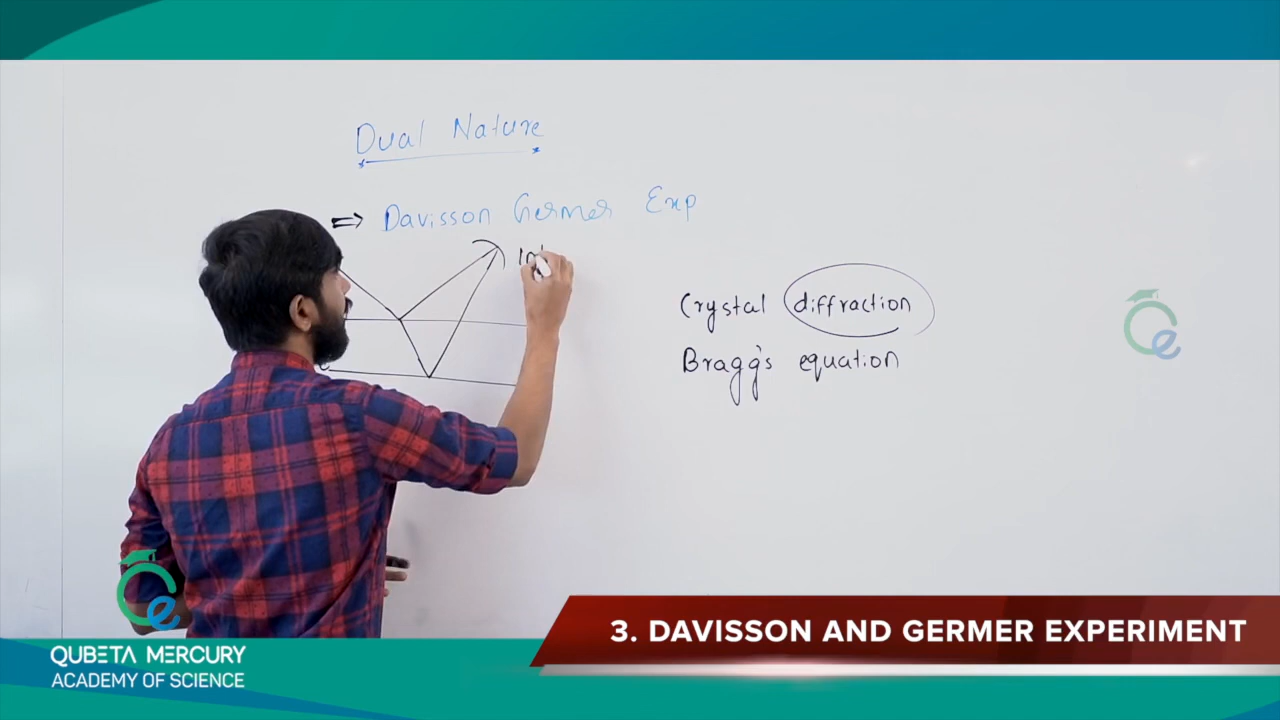 Dual Nature
⇒ Davisson Germer Exp
Crystal diffraction
Bragg's equation
3. DAVISSON AND GERMER EXPERIMENT
QUBETA MERCURY
ACADEMY OF SCIENCE